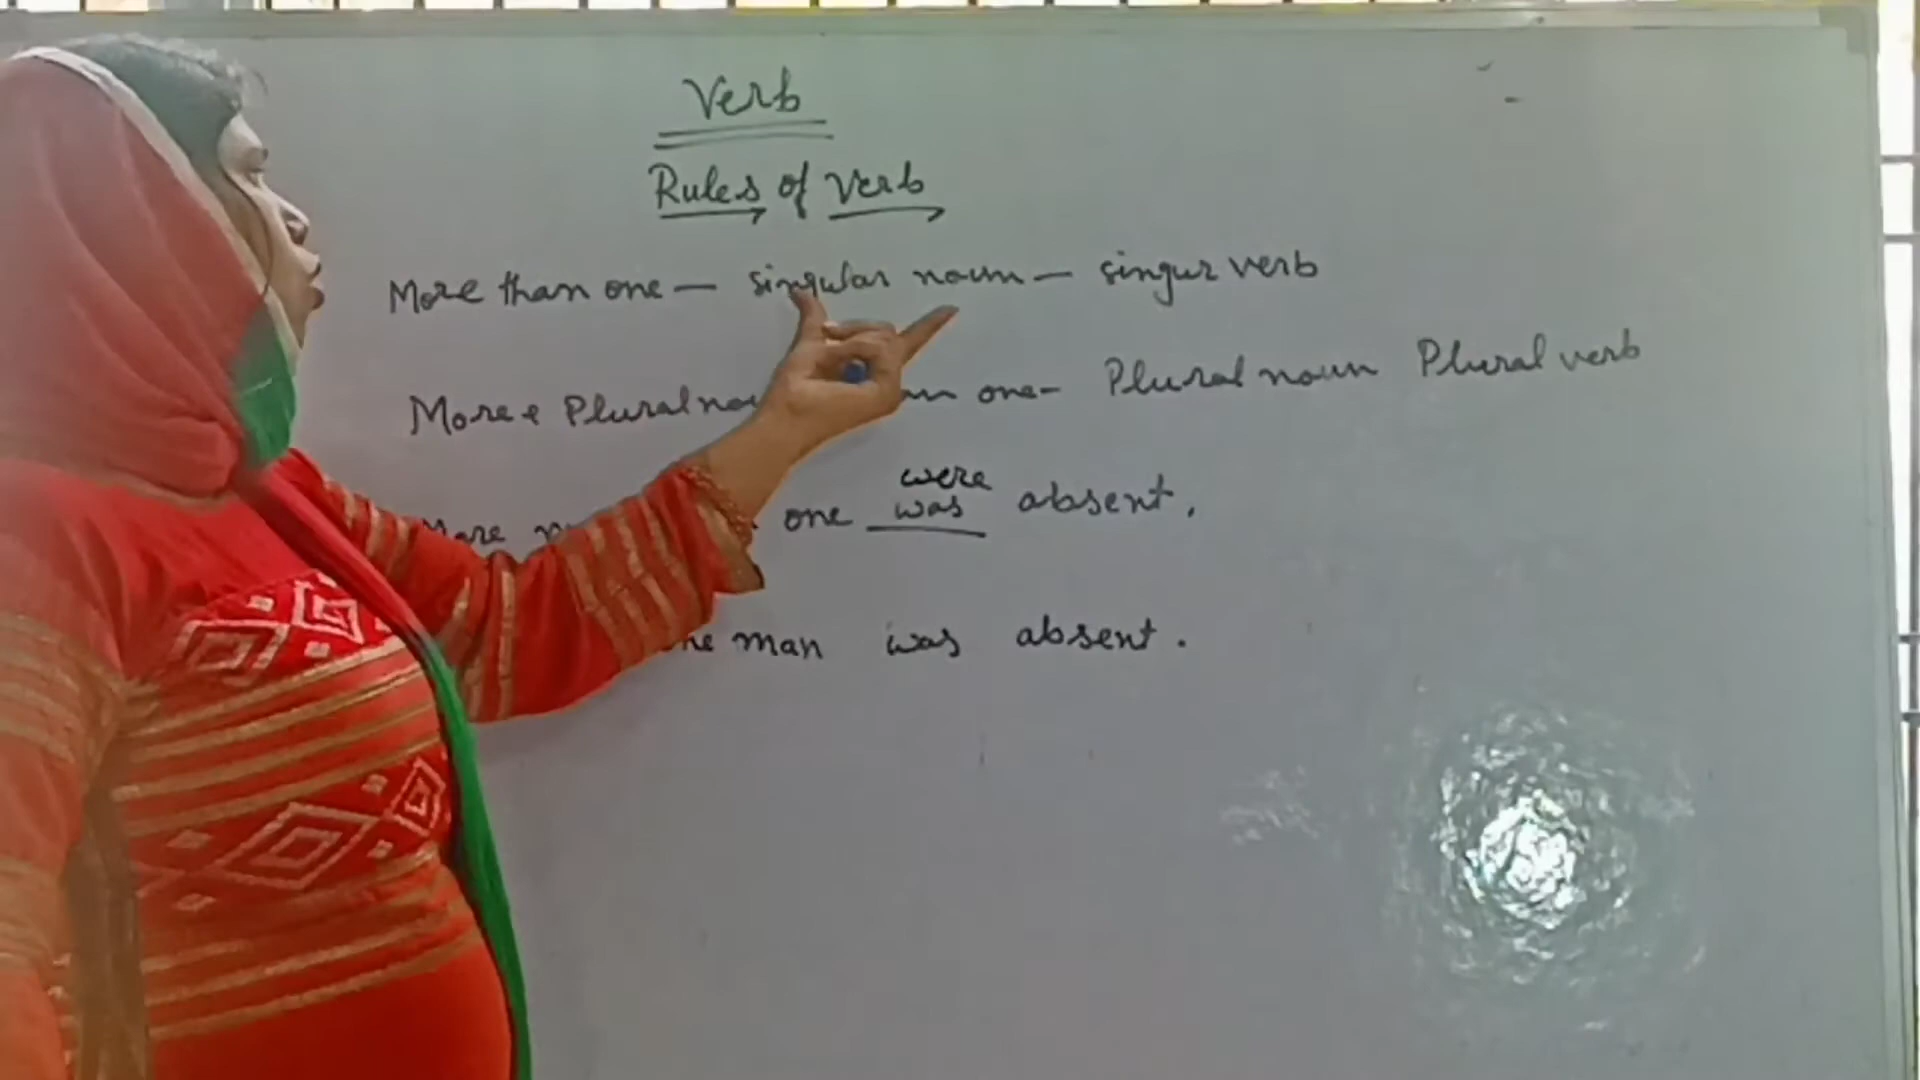 Verb
Rules of Verb
More than one — singular noun — singur verb
More + Plural one - Plural noun Plural verb
were
one was absent.
man was absent.